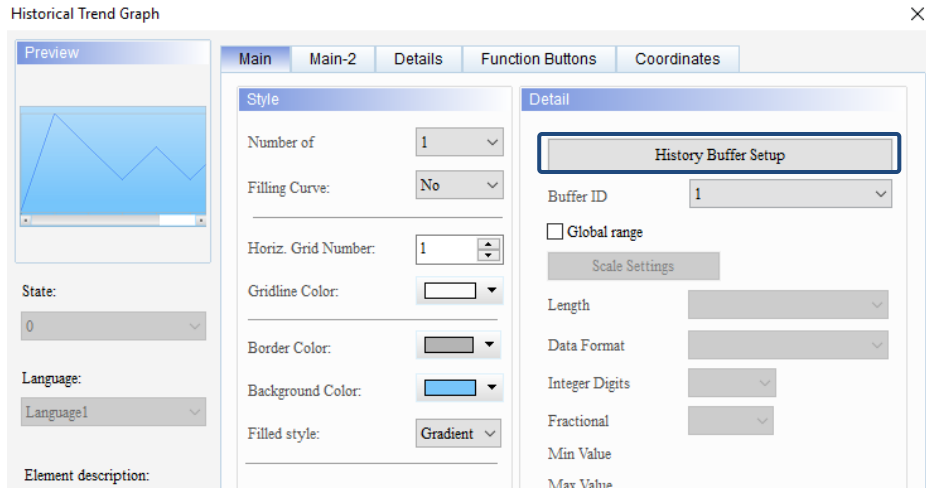 Historical Trend Graph
Preview
State:
0
Language:
Language1
Element description:
Main
Main-2
Details
Function Buttons
Coordinates
Style
Number of
1
Filling Curve:
No
Horiz. Grid Number:
1
Gridline Color:
Border Color:
Background Color:
Filled style:
Gradient
Detail
History Buffer Setup
Buffer ID
1
Global range
Scale Settings
Length
Data Format
Integer Digits
Fractional
Min Value
Max Value